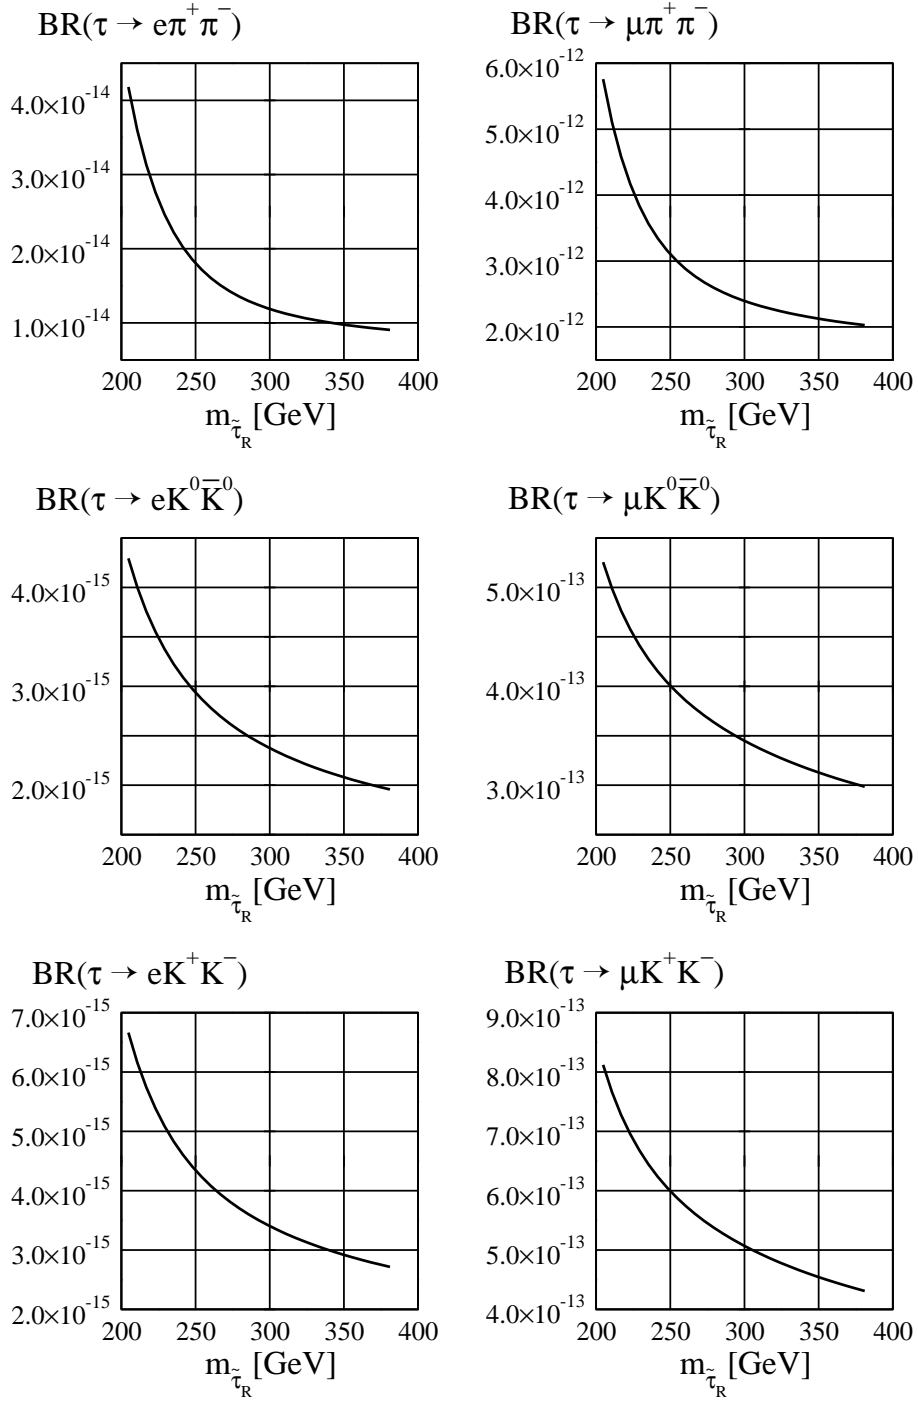 BR(τ → eπ⁺π⁻)
4.0×10⁻¹⁴
3.0×10⁻¹⁴
2.0×10⁻¹⁴
1.0×10⁻¹⁴
200 250 300 350 400
m_τ̃_R [GeV]
BR(τ → μπ⁺π⁻)
6.0×10⁻¹²
5.0×10⁻¹²
4.0×10⁻¹²
3.0×10⁻¹²
2.0×10⁻¹²
200 250 300 350 400
m_τ̃_R [GeV]
BR(τ → eK⁰K̅⁰)
4.0×10⁻¹⁵
3.0×10⁻¹⁵
2.0×10⁻¹⁵
200 250 300 350 400
m_τ̃_R [GeV]
BR(τ → μK⁰K̅⁰)
5.0×10⁻¹³
4.0×10⁻¹³
3.0×10⁻¹³
200 250 300 350 400
m_τ̃_R [GeV]
BR(τ → eK⁺K⁻)
7.0×10⁻¹⁵
6.0×10⁻¹⁵
5.0×10⁻¹⁵
4.0×10⁻¹⁵
3.0×10⁻¹⁵
2.0×10⁻¹⁵
200 250 300 350 400
m_τ̃_R [GeV]
BR(τ → μK⁺K⁻)
9.0×10⁻¹³
8.0×10⁻¹³
7.0×10⁻¹³
6.0×10⁻¹³
5.0×10⁻¹³
4.0×10⁻¹³
200 250 300 350 400
m_τ̃_R [GeV]